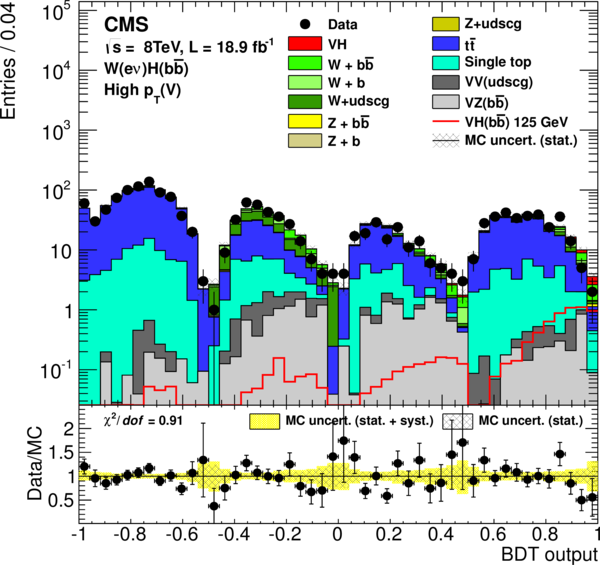 Entries / 0.04
10⁵
10⁴
10³
10²
10
1
10⁻¹
CMS
√s = 8TeV, L = 18.9 fb⁻¹
W(eν)H(bb̅)
High p_T(V)
Data
VH
W + bb̅
W + b
W+udscg
Z + bb̅
Z + b
Z+udscg
tt̅
Single top
VV(udscg)
VZ(bb̅)
VH(bb̅) 125 GeV
MC uncert. (stat.)
Data/MC
2
1.5
1
0.5
χ²/dof = 0.91
MC uncert. (stat. + syst.)
MC uncert. (stat.)
-1 -0.8 -0.6 -0.4 -0.2 0 0.2 0.4 0.6 0.8 1
BDT output